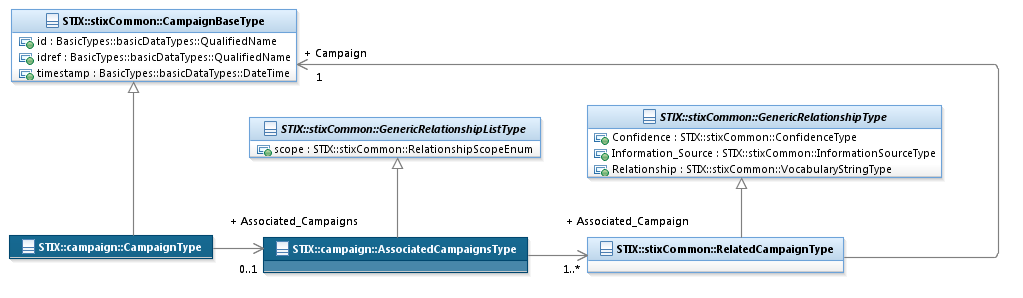 STIX::stixCommon::CampaignBaseType
id : BasicTypes::basicDataTypes::QualifiedName
idref : BasicTypes::basicDataTypes::QualifiedName
timestamp : BasicTypes::basicDataTypes::DateTime
+ Campaign
1
STIX::stixCommon::GenericRelationshipListType
scope : STIX::stixCommon::RelationshipScopeEnum
STIX::stixCommon::GenericRelationshipType
Confidence : STIX::stixCommon::ConfidenceType
Information_Source : STIX::stixCommon::InformationSourceType
Relationship : STIX::stixCommon::VocabularyStringType
+ Associated_Campaigns
+ Associated_Campaign
STIX::campaign::CampaignType
STIX::campaign::AssociatedCampaignsType
STIX::stixCommon::RelatedCampaignType
0..1
1..*